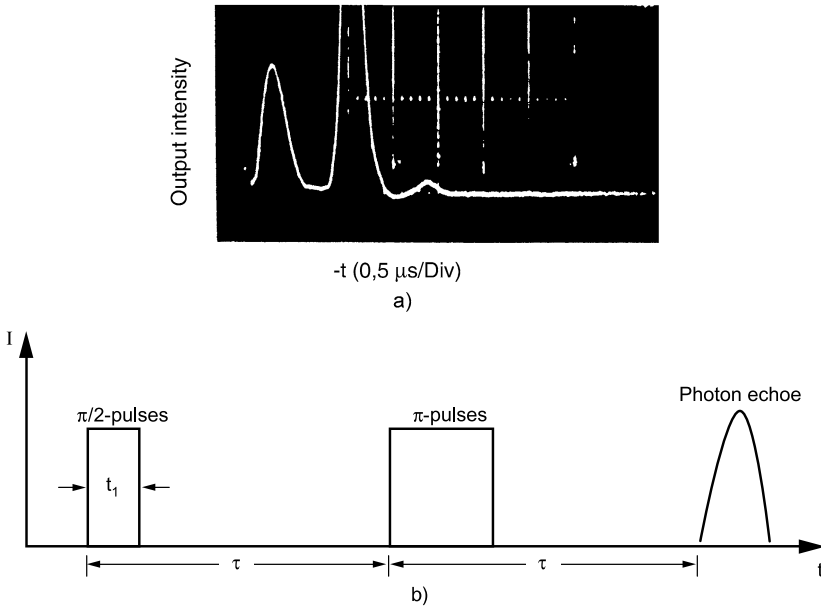 Output intensity
-t (0,5 μs/Div)
a)
I
π/2-pulses
π-pulses
Photon echoe
t₁
τ
τ
t
b)